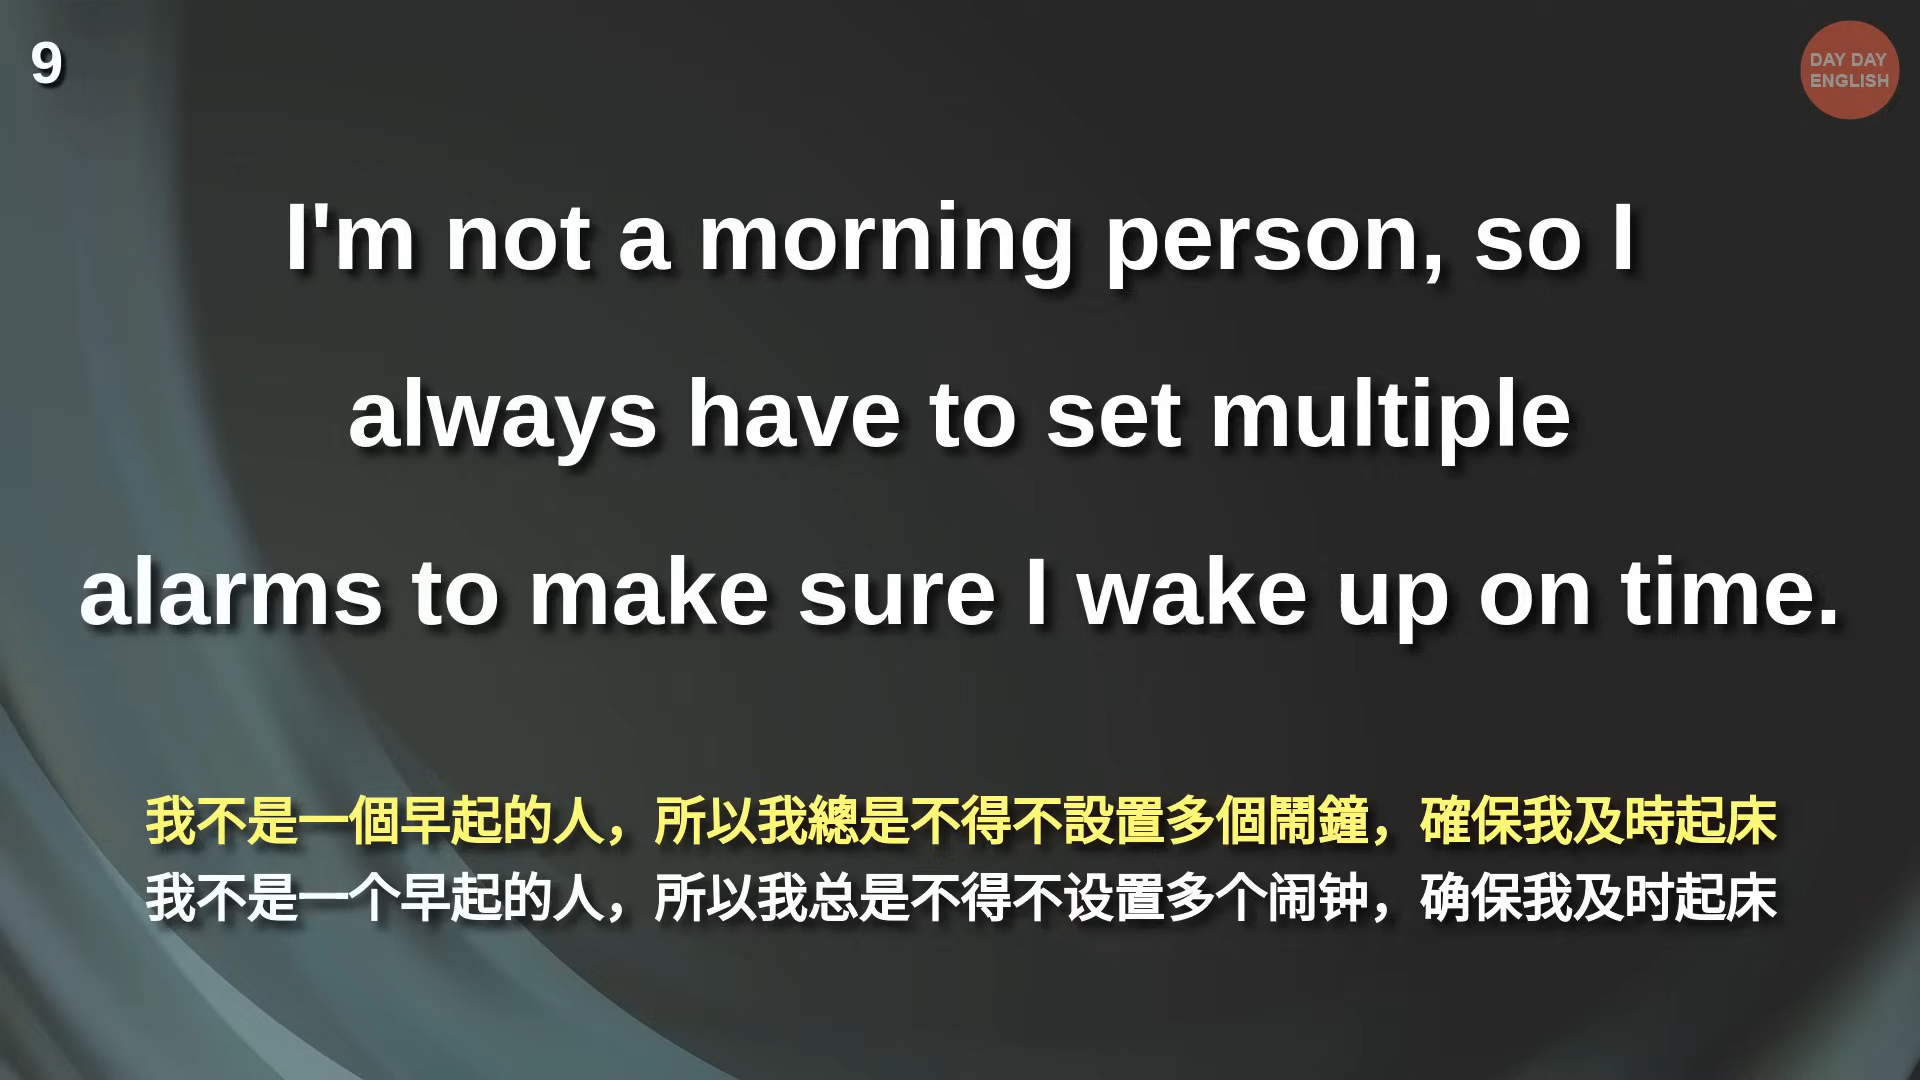 9
DAY DAY
ENGLISH
I'm not a morning person, so I
always have to set multiple
alarms to make sure I wake up on time.
我不是一個早起的人，所以我總是不得不設置多個鬧鐘，確保我及時起床
我不是一个早起的人，所以我总是不得不设置多个闹钟，确保我及时起床